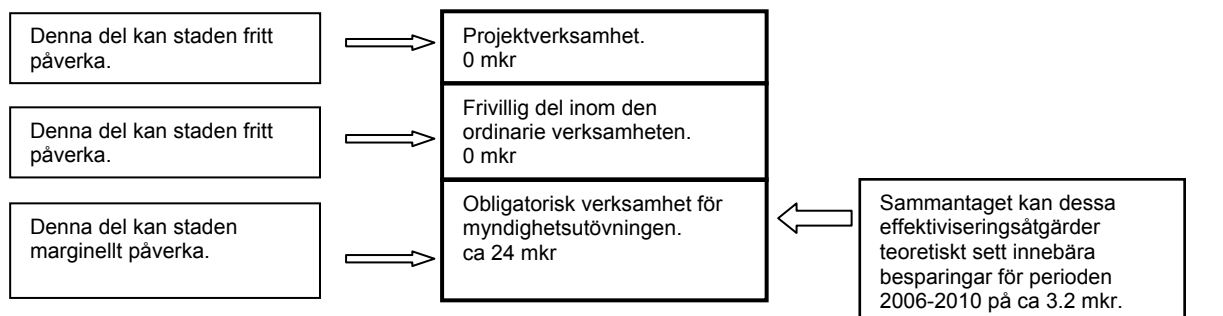 Denna del kan staden fritt
påverka.
Projektverksamhet.
0 mkr
Denna del kan staden fritt
påverka.
Frivillig del inom den
ordinarie verksamheten.
0 mkr
Denna del kan staden
marginellt påverka.
Obligatorisk verksamhet för
myndighetsutövningen.
ca 24 mkr
Sammantaget kan dessa
effektiviseringsåtgärder
teoretiskt sett innebära
besparingar för perioden
2006-2010 på ca 3.2 mkr.